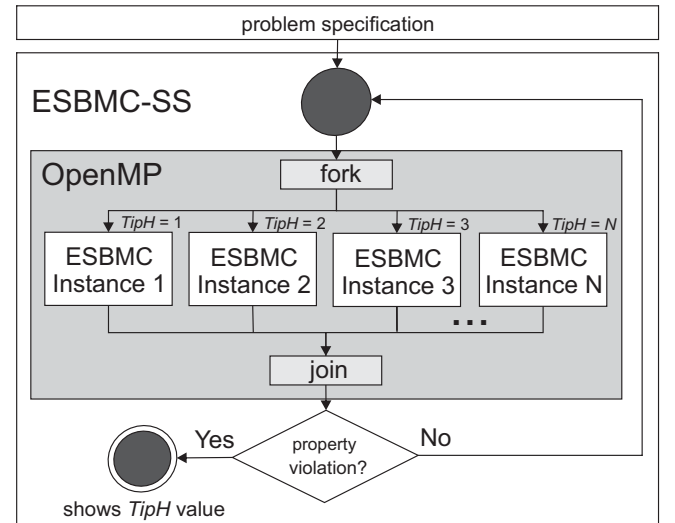 problem specification
ESBMC-SS
OpenMP
fork
TipH = 1
TipH = 2
TipH = 3
TipH = N
ESBMC
Instance 1
ESBMC
Instance 2
ESBMC
Instance 3
ESBMC
Instance N
...
join
Yes
property
violation?
No
shows TipH value